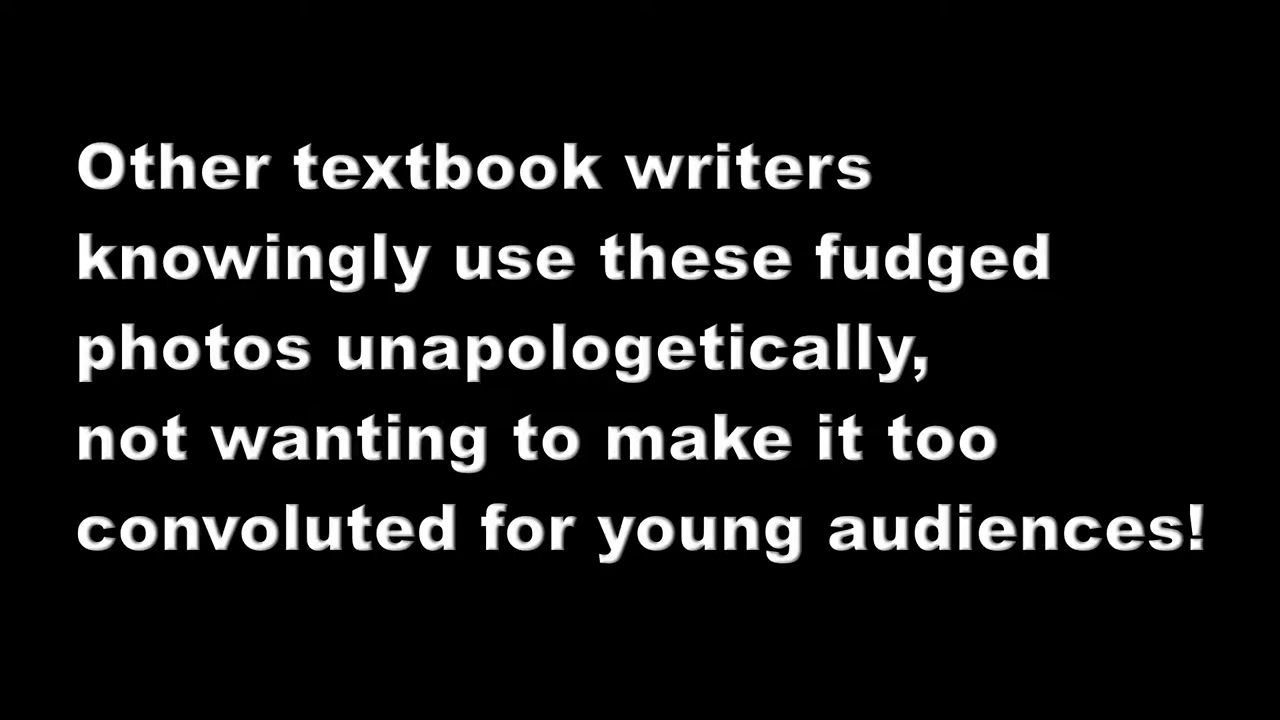 Other textbook writers
knowingly use these fudged
photos unapologetically,
not wanting to make it too
convoluted for young audiences!